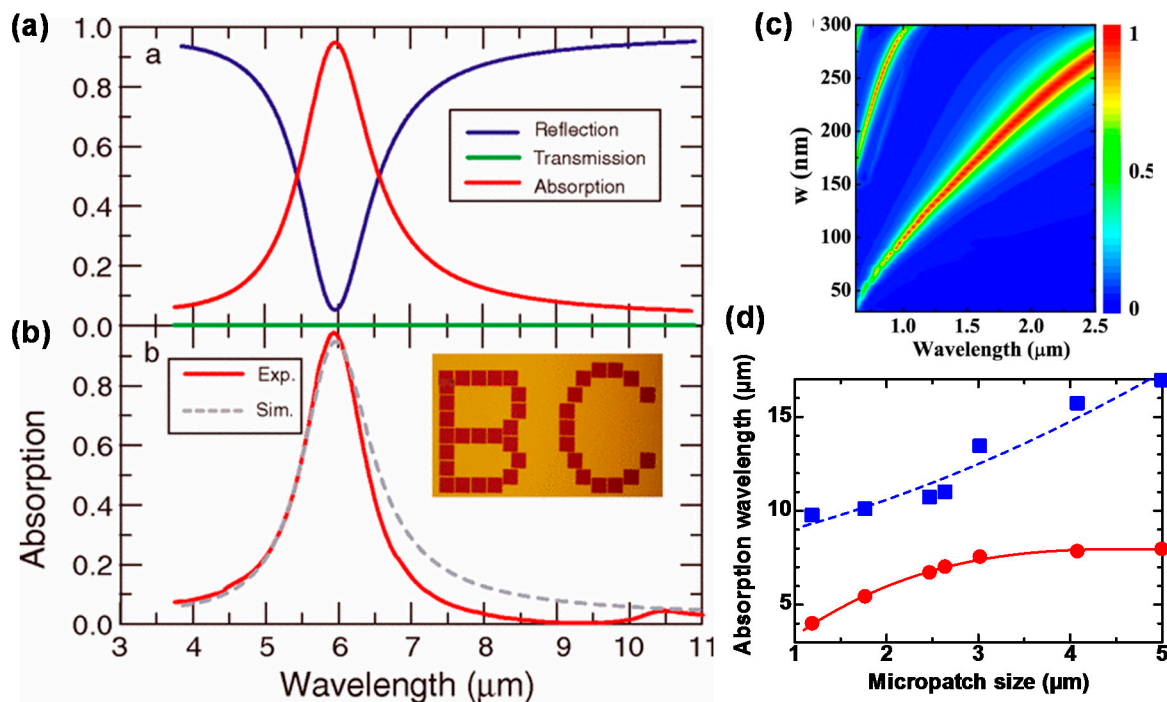 (a)
a
1.0
0.8
0.6
0.4
0.2
0.0
Reflection
Transmission
Absorption
(b)
b
Exp.
Sim.
BC
0.8
0.6
0.4
0.2
0.0
Absorption
3 4 5 6 7 8 9 10 11
Wavelength (μm)
(c)
300
250
200
150
100
50
w (nm)
1.0 1.5 2.0 2.5
Wavelength (μm)
1
0.5
0
(d)
15
10
5
Absorption wavelength (μm)
1 2 3 4 5
Micropatch size (μm)